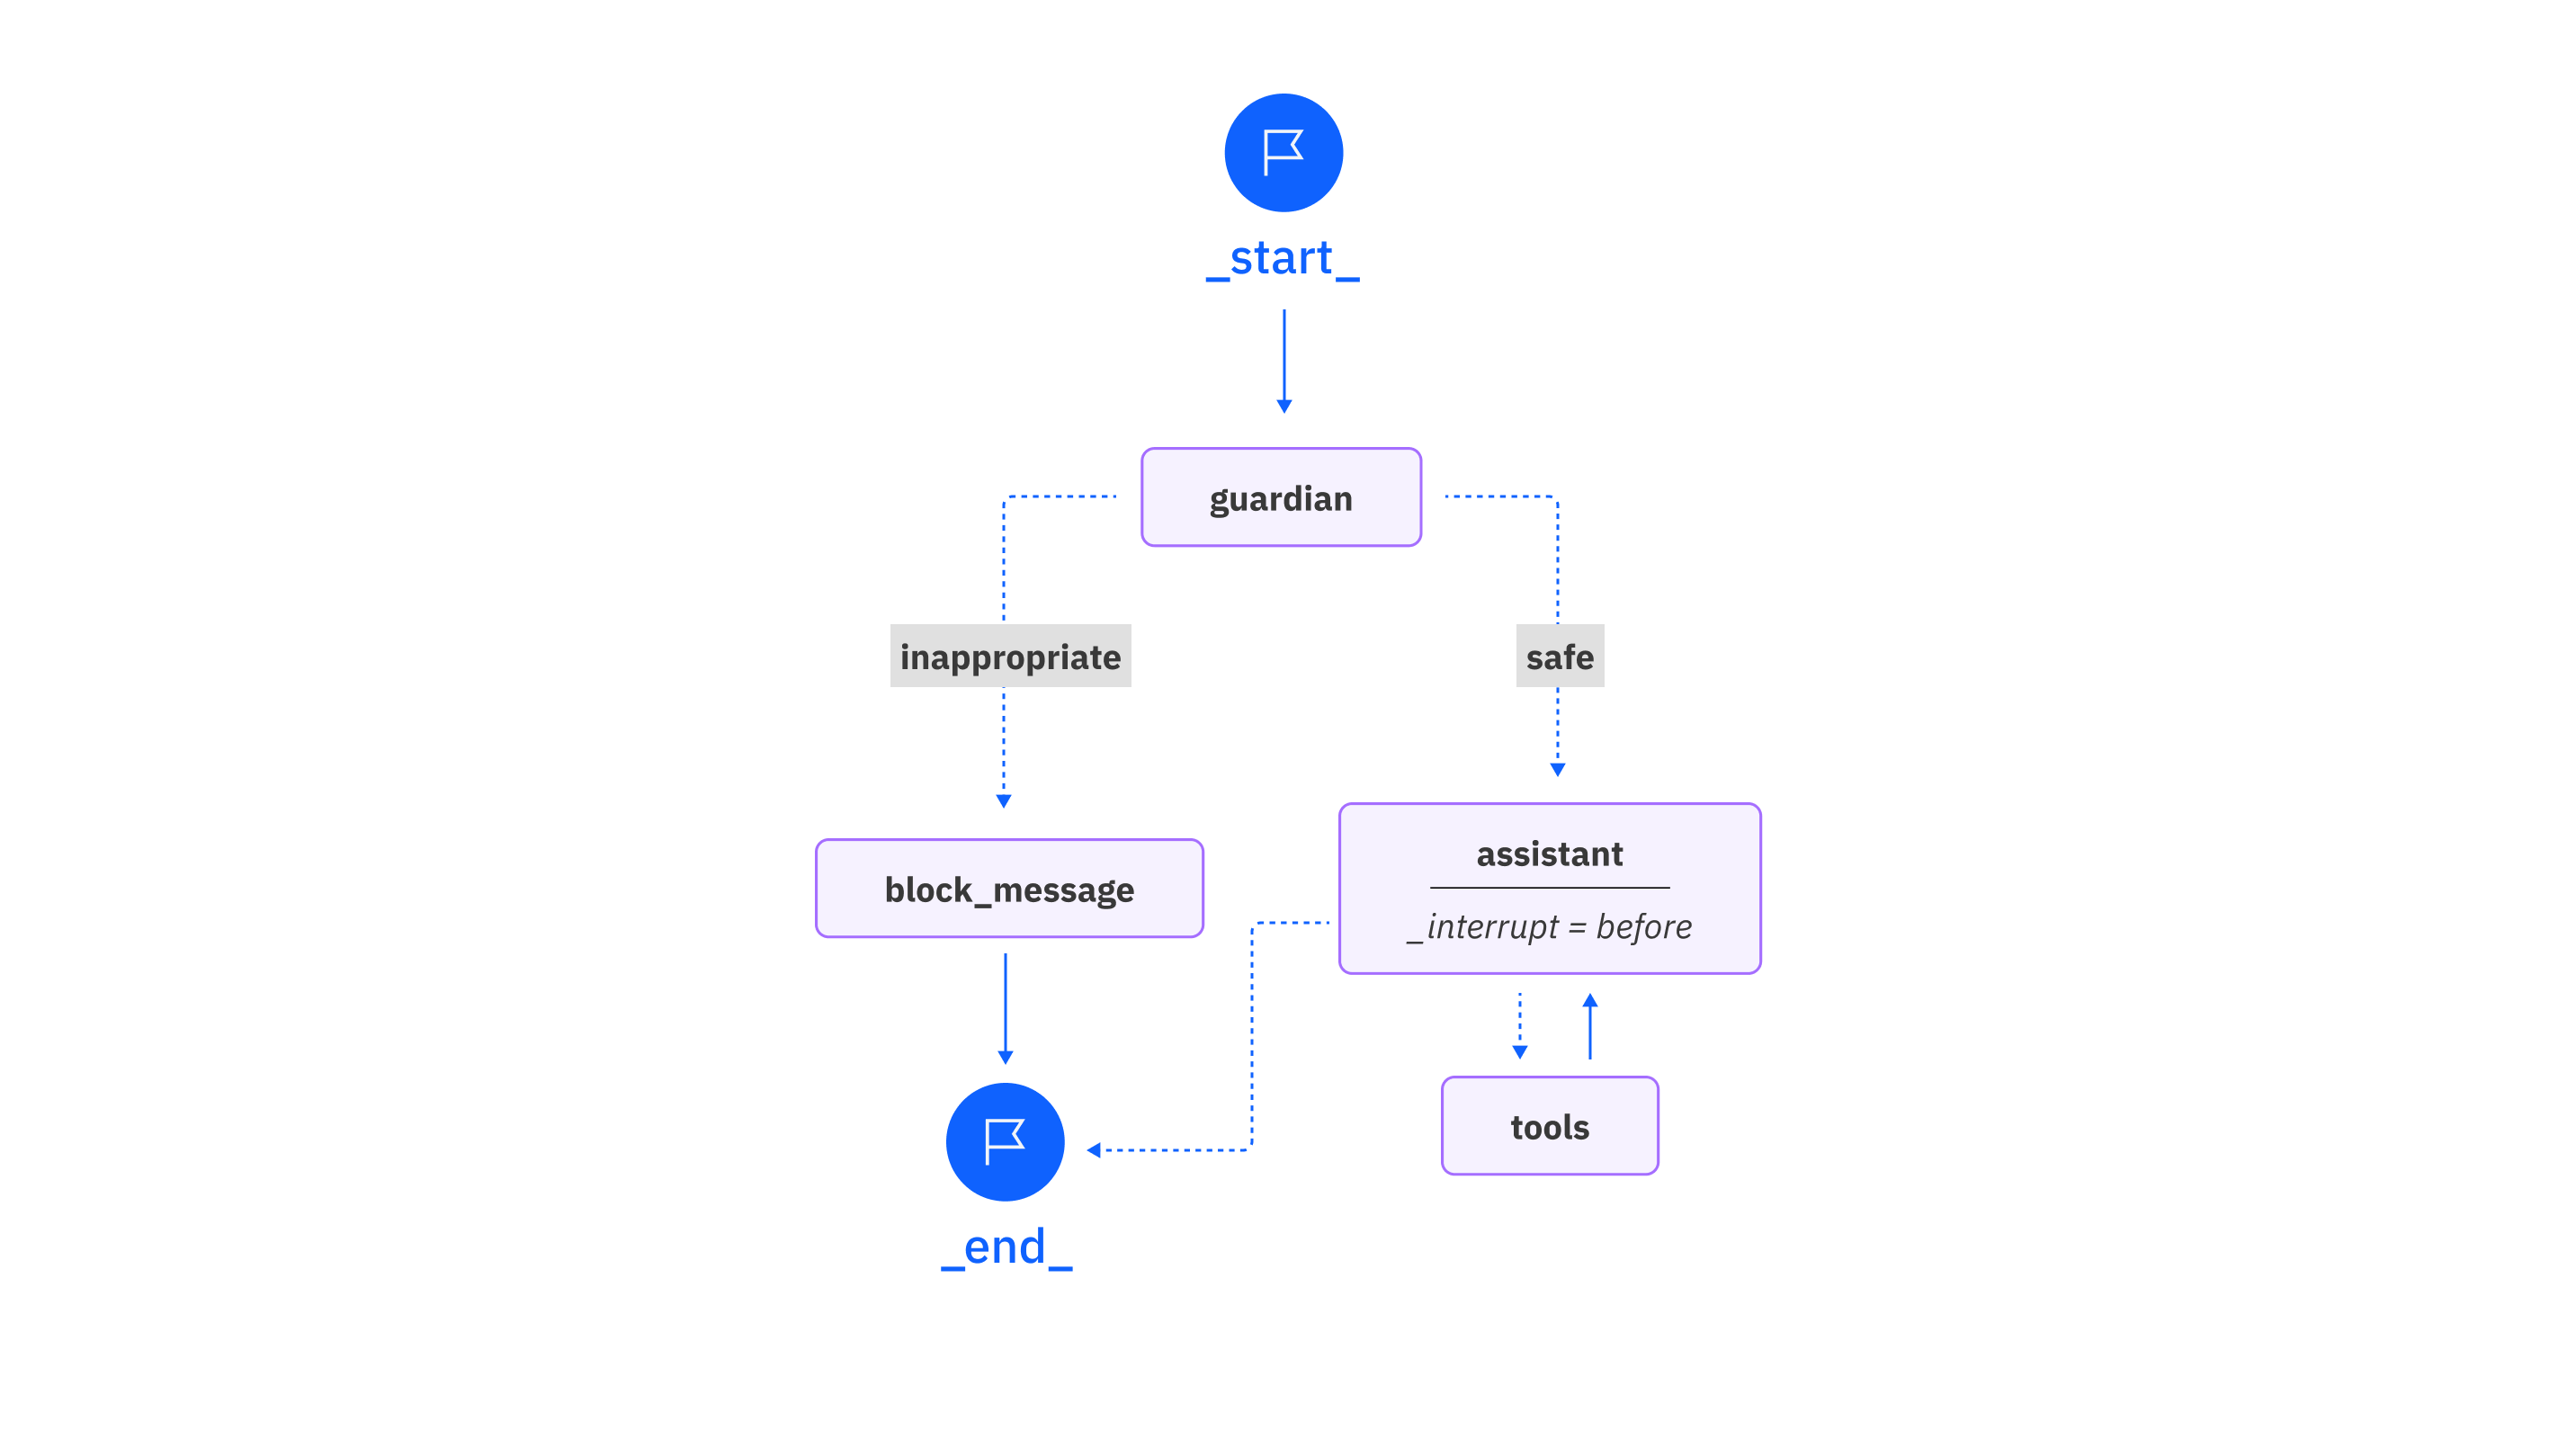 _start_
guardian
inappropriate
safe
assistant
_interrupt = before
block_message
tools
_end_